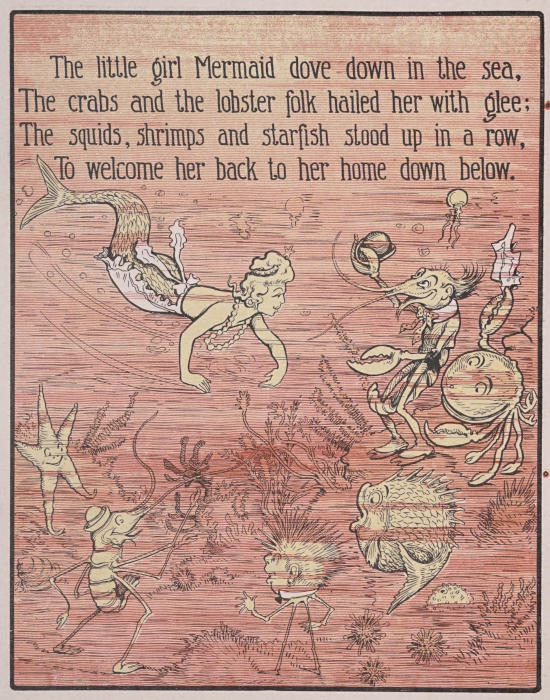 The little girl Mermaid dove down in the sea,
The crabs and the lobster folk hailed her with glee;
The squids, shrimps and starfish stood up in a row,
To welcome her back to her home down below.